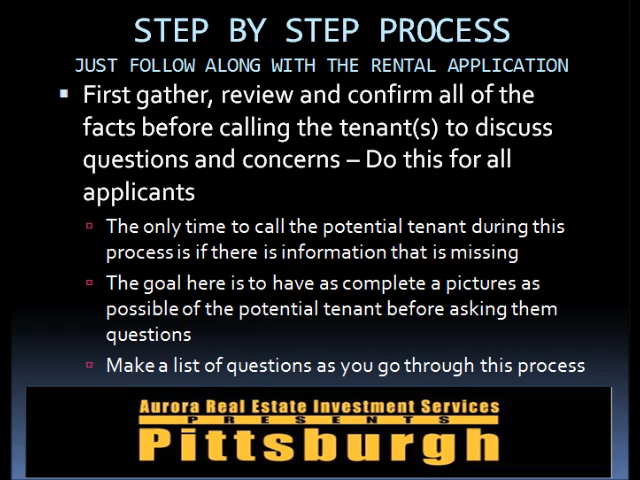 STEP BY STEP PROCESS
JUST FOLLOW ALONG WITH THE RENTAL APPLICATION
First gather, review and confirm all of the
facts before calling the tenant(s) to discuss
questions and concerns – Do this for all
applicants
The only time to call the potential tenant during this
process is if there is information that is missing
The goal here is to have as complete a pictures as
possible of the potential tenant before asking them
questions
Make a list of questions as you go through this process
Aurora Real Estate Investment Services
PRESENTS
Pittsburgh